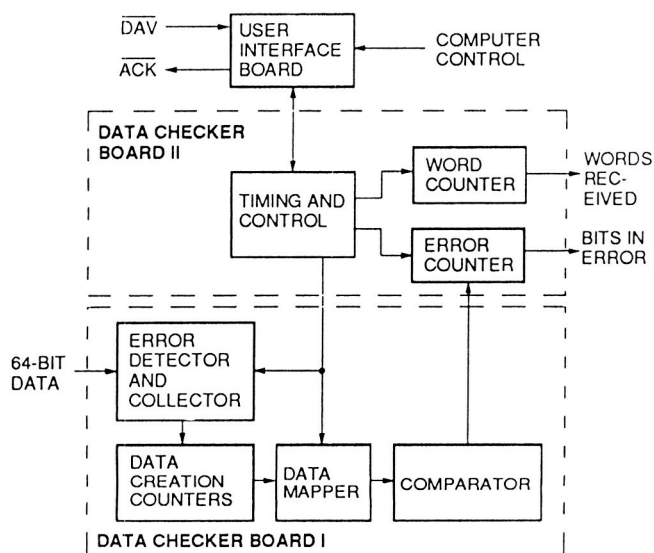 DAV
ACK
USER
INTERFACE
BOARD
COMPUTER
CONTROL
DATA CHECKER
BOARD II
TIMING AND
CONTROL
WORD
COUNTER
WORDS
REC-
EIVED
ERROR
COUNTER
BITS IN
ERROR
64-BIT
DATA
ERROR
DETECTOR
AND
COLLECTOR
DATA
CREATION
COUNTERS
DATA
MAPPER
COMPARATOR
DATA CHECKER BOARD I